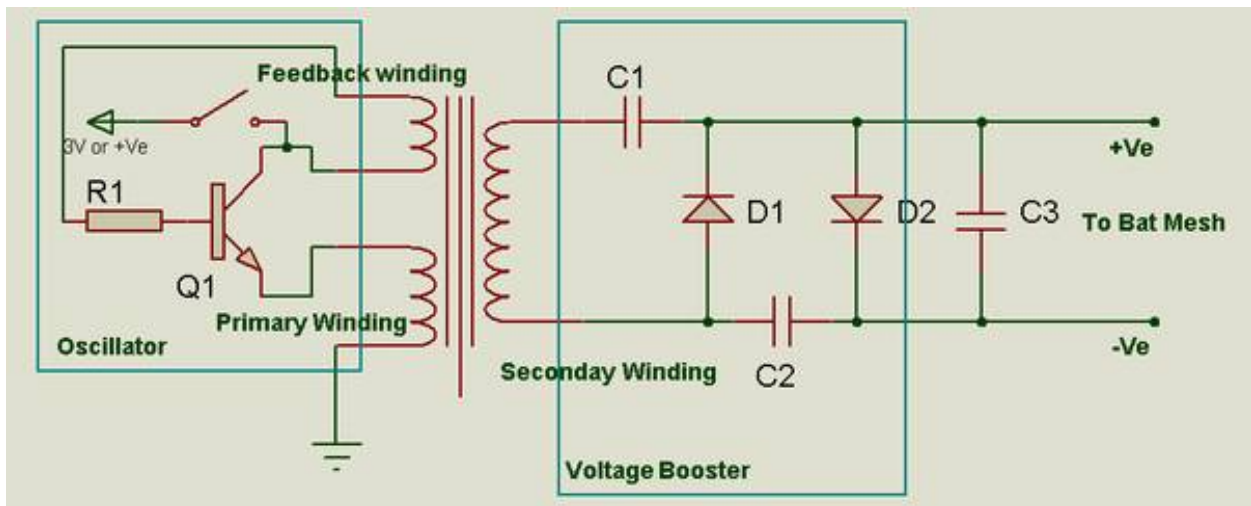 Feedback winding
C1
3V or +Ve
+Ve
R1
D1
D2
C3
To Bat Mesh
Q1
Primary Winding
Oscillator
-Ve
Seconday Winding
C2
Voltage Booster